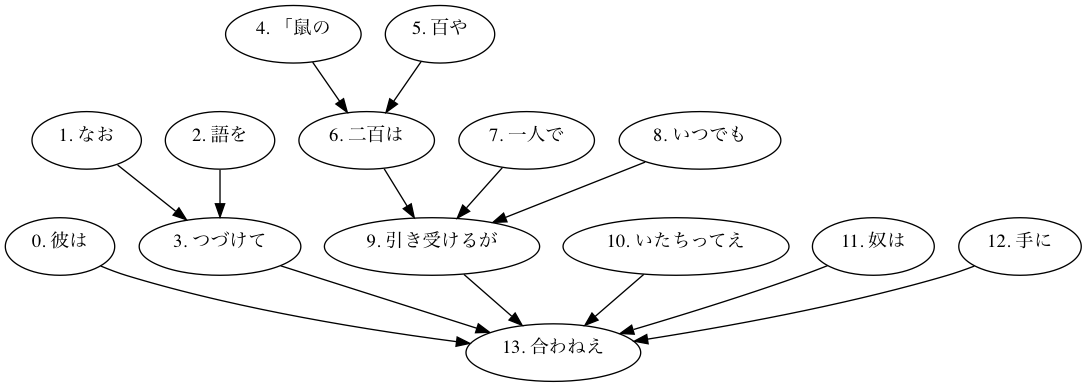 4. 「鼠の
5. 百や
1. なお
2. 語を
6. 二百は
7. 一人で
8. いつでも
0. 彼は
3. つづけて
9. 引き受けるが
10. いたちってえ
11. 奴は
12. 手に
13. 合わねえ